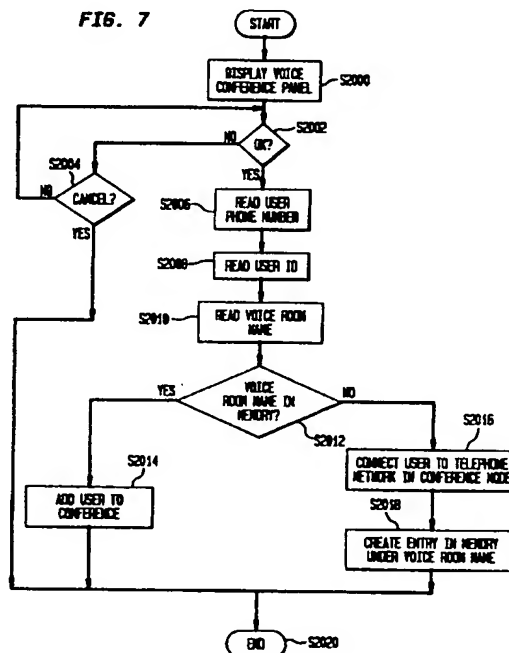 FIG. 7
START
DISPLAY VOICE
CONFERENCE PANEL
S2000
S2002
OK?
NO
S2004
CANCEL?
NO
YES
YES
S2006
READ USER
PHONE NUMBER
S2008
READ USER ID
S2010
READ VOICE ROOM
NAME
YES
VOICE
ROOM NAME IN
MEMORY?
NO
S2012
S2014
ADD USER TO
CONFERENCE
S2016
CONNECT USER TO TELEPHONE
NETWORK IN CONFERENCE MODE
S2018
CREATE ENTRY IN MEMORY
UNDER VOICE ROOM NAME
END
S2020